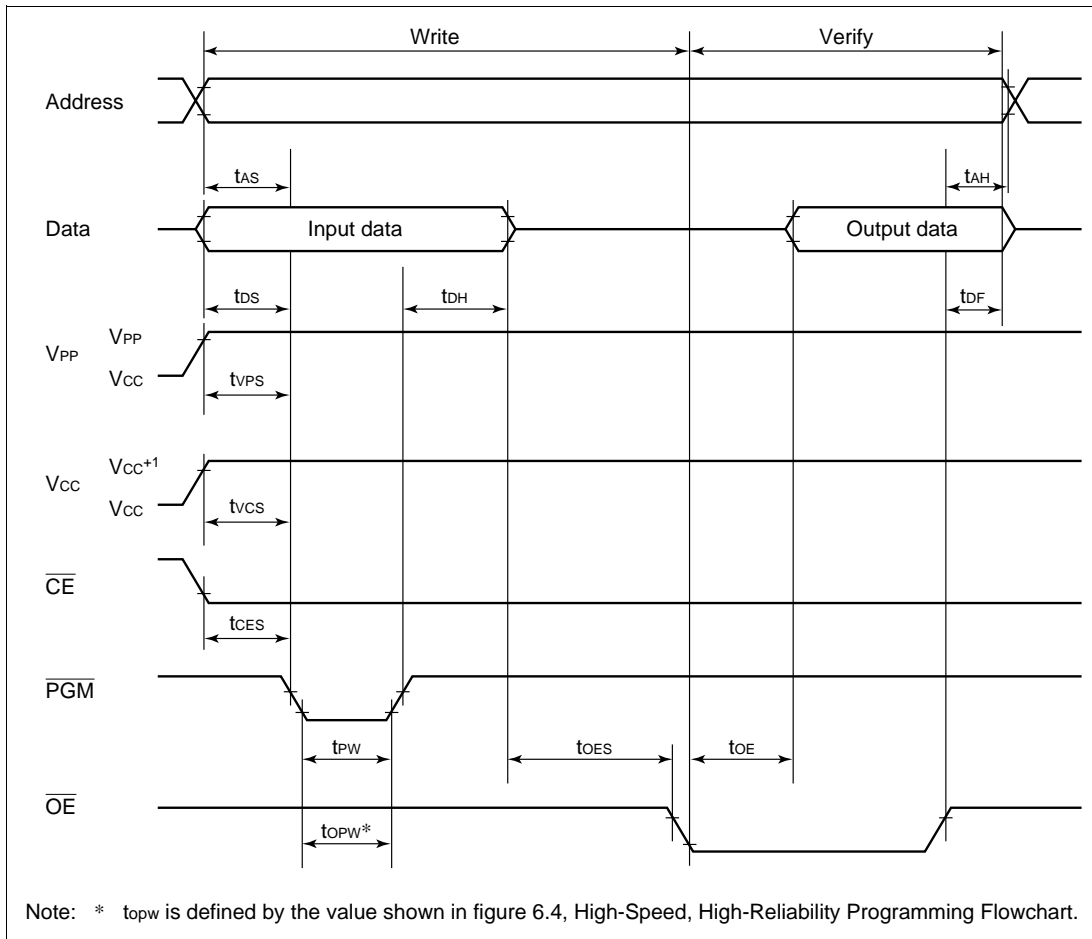 Write
Verify
Address
tAS
tAH
Data
Input data
Output data
tDS
tDH
tDF
VPP
VPP
VCC
tVPS
VCC
VCC+1
VCC
tVCS
CE
tCES
PGM
tPW
tOES
tOE
OE
tOPW*
Note: * topw is defined by the value shown in figure 6.4, High-Speed, High-Reliability Programming Flowchart.